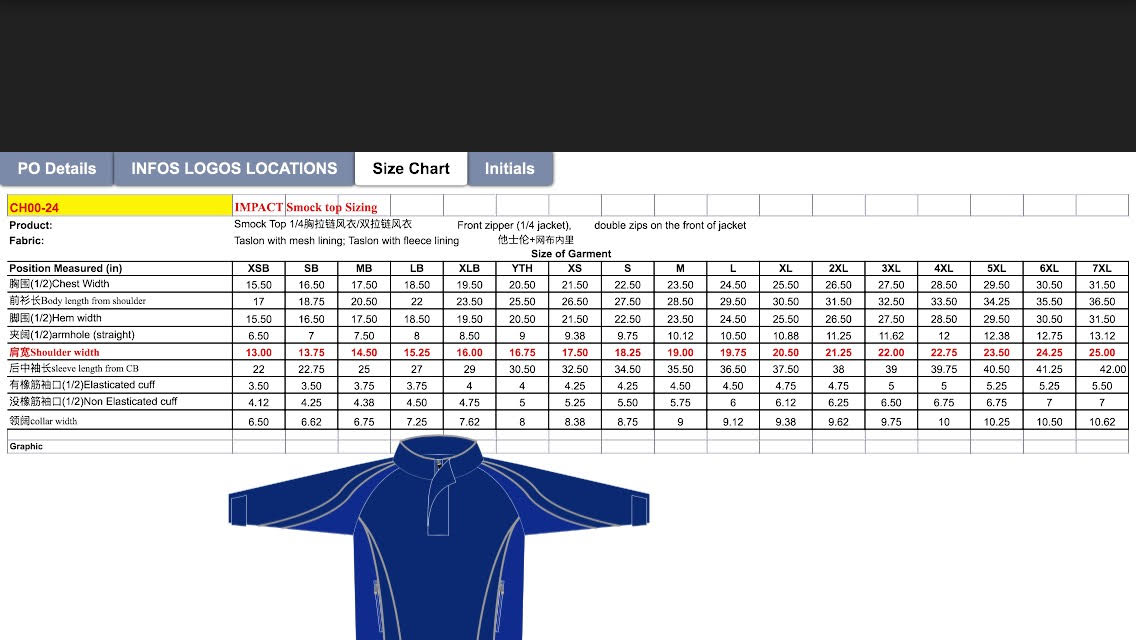 PO Details INFOS LOGOS LOCATIONS Size Chart Initials
CH00-24 IMPACT Smock top Sizing
Product: Smock Top 1/4胸拉链风衣/双拉链风衣 Front zipper (1/4 jacket), double zips on the front of jacket
Fabric: Taslon with mesh lining; Taslon with fleece lining 他士伦+网布内里
Size of Garment
Position Measured (in) XSB SB MB LB XLB YTH XS S M L XL 2XL 3XL 4XL 5XL 6XL 7XL
胸围(1/2)Chest Width 15.50 16.50 17.50 18.50 19.50 20.50 21.50 22.50 23.50 24.50 25.50 26.50 27.50 28.50 29.50 30.50 31.50
前衫长Body length from shoulder 17 18.75 20.50 22 23.50 25.50 26.50 27.50 28.50 29.50 30.50 31.50 32.50 33.50 34.25 35.50 36.50
脚围(1/2)Hem width 15.50 16.50 17.50 18.50 19.50 20.50 21.50 22.50 23.50 24.50 25.50 26.50 27.50 28.50 29.50 30.50 31.50
夹阔(1/2)armhole (straight) 6.50 7 7.50 8 8.50 9 9.38 9.75 10.12 10.50 10.88 11.25 11.62 12 12.38 12.75 13.12
肩宽Shoulder width 13.00 13.75 14.50 15.25 16.00 16.75 17.50 18.25 19.00 19.75 20.50 21.25 22.00 22.75 23.50 24.25 25.00
后中袖长sleeve length from CB 22 22.75 25 27 29 30.50 32.50 34.50 35.50 36.50 37.50 38 39 39.75 40.50 41.25 42.00
有橡筋袖口(1/2)Elasticated cuff 3.50 3.50 3.75 3.75 4 4 4.25 4.25 4.50 4.50 4.75 4.75 5 5 5.25 5.25 5.50
没橡筋袖口(1/2)Non Elasticated cuff 4.12 4.25 4.38 4.50 4.75 5 5.25 5.50 5.75 6 6.12 6.25 6.50 6.75 6.75 7 7
领阔collar width 6.50 6.62 6.75 7.25 7.62 8 8.38 8.75 9 9.12 9.38 9.62 9.75 10 10.25 10.50 10.62
Graphic